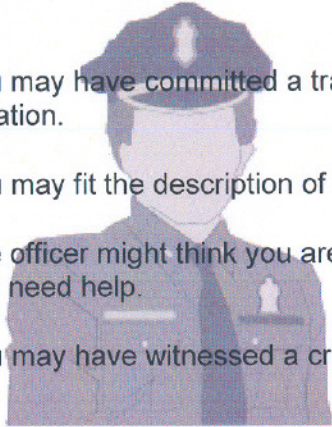 may have committed a tra
ation.
may fit the description of
officer might think you are
need help.
may have witnessed a cr